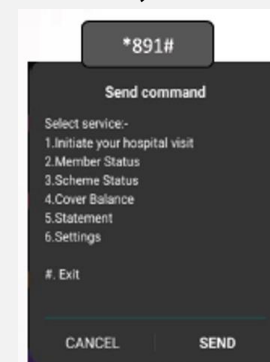 *891#
Send command
Select service:-
1.Initiate your hospital visit
2.Member Status
3.Scheme Status
4.Cover Balance
5.Statement
6.Settings
#. Exit
CANCEL SEND